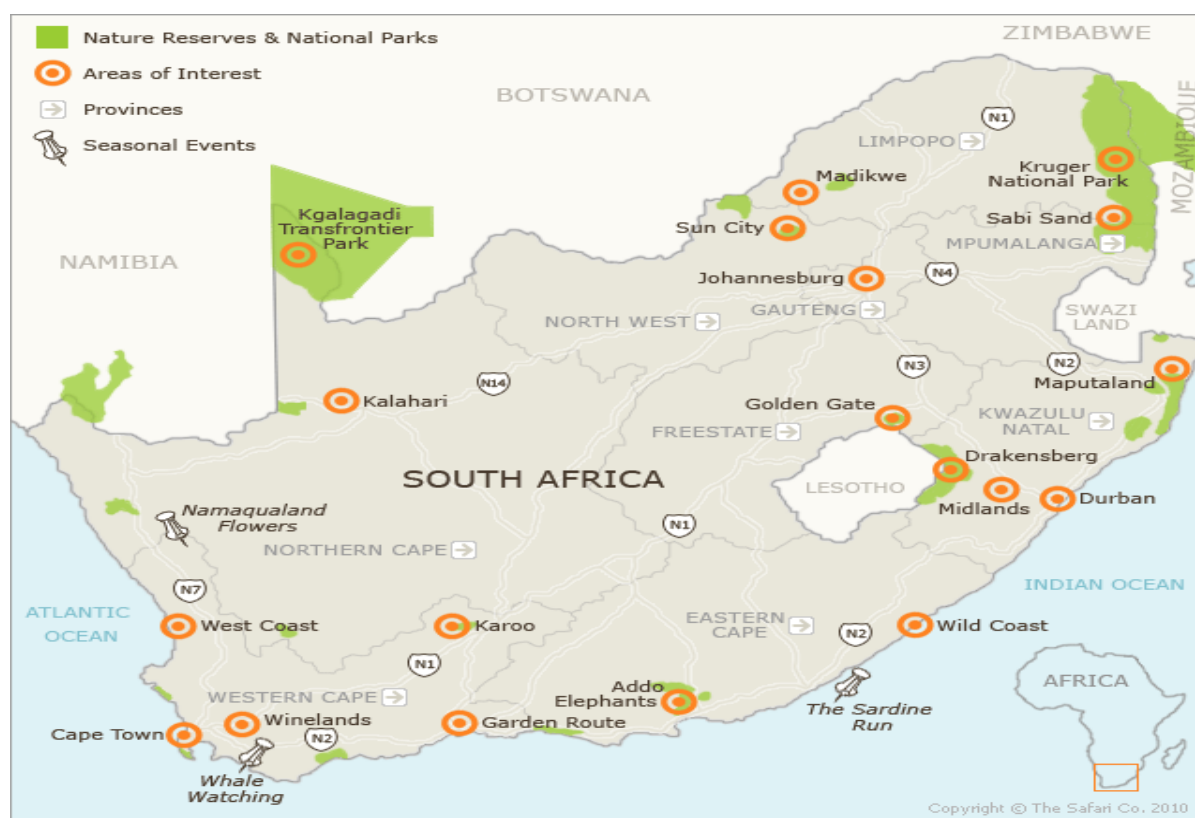 Nature Reserves & National Parks
Areas of Interest
Provinces
Seasonal Events
ZIMBABWE
BOTSWANA
MOZAMBIQUE
N1
LIMPOPO
Kruger
National Park
Madikwe
Kgalagadi
Transfrontier
Park
Sabi Sand
Sun City
MPUMALANGA
NAMIBIA
Johannesburg
N4
GAUTENG
SWAZI
LAND
NORTH WEST
N3
N2
N14
Maputaland
Kalahari
Golden Gate
KWAZULU
NATAL
FREESTATE
Drakensberg
SOUTH AFRICA
LESOTHO
Midlands
Durban
Namaqualand
Flowers
N1
NORTHERN CAPE
INDIAN OCEAN
N7
ATLANTIC
OCEAN
West Coast
Karoo
EASTERN
CAPE
N2
Wild Coast
N1
AFRICA
WESTERN CAPE
Addo
Elephants
The Sardine
Run
Cape Town
Winelands
Garden Route
N2
Whale
Watching
Copyright © The Safari Co. 2010